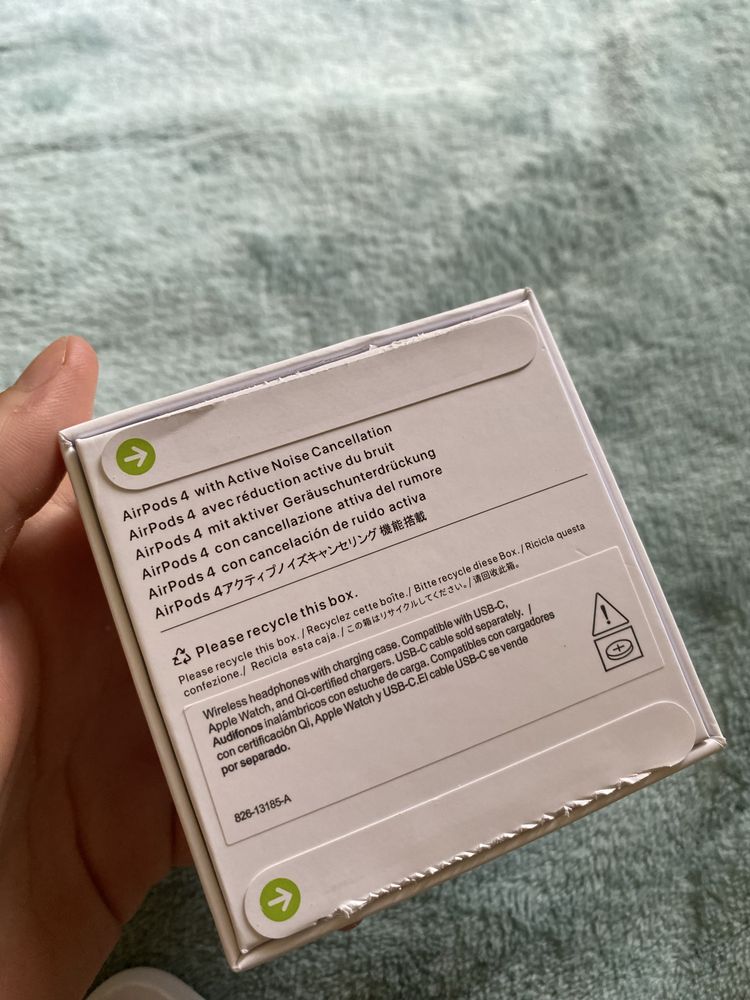 AirPods 4 with Active Noise Cancellation
AirPods 4 avec réduction active du bruit
AirPods 4 mit aktiver Geräuschunterdrückung
AirPods 4 con cancellazione attiva del rumore
AirPods 4 con cancelación de ruido activa
AirPods 4アクティブノイズキャンセリング機能搭載
Please recycle this box.
Please recycle this box./Recyclez cette boîte./Bitte recycle diese Box./Ricicla questa
confezione./ Recicla esta caja./この箱はリサイクルしてください。/请回收此箱。
Wireless headphones with charging case. Compatible with USB-C,
Apple Watch, and Qi-certified chargers. USB-C cable sold separately. /
Audifonos inalámbricos con estuche de carga. Compatibles con cargadores
con certificación Qi, Apple Watch y USB-C.El cable USB-C se vende
por separado.
826-13185-A